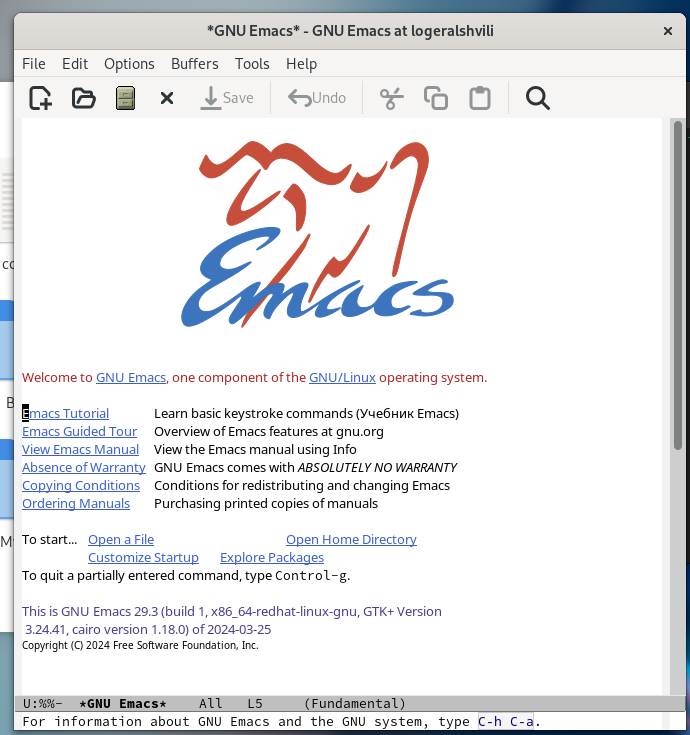 *GNU Emacs* - GNU Emacs at logeralshvili
File Edit Options Buffers Tools Help
Save Undo
Emacs
Welcome to GNU Emacs, one component of the GNU/Linux operating system.
Emacs Tutorial Learn basic keystroke commands (Учебник Emacs)
Emacs Guided Tour Overview of Emacs features at gnu.org
View Emacs Manual View the Emacs manual using Info
Absence of Warranty GNU Emacs comes with ABSOLUTELY NO WARRANTY
Copying Conditions Conditions for redistributing and changing Emacs
Ordering Manuals Purchasing printed copies of manuals
To start... Open a File Open Home Directory
Customize Startup Explore Packages
To quit a partially entered command, type Control-g.
This is GNU Emacs 29.3 (build 1, x86_64-redhat-linux-gnu, GTK+ Version
3.24.41, cairo version 1.18.0) of 2024-03-25
Copyright (C) 2024 Free Software Foundation, Inc.
U:%%- *GNU Emacs* All L5 (Fundamental)
For information about GNU Emacs and the GNU system, type C-h C-a.